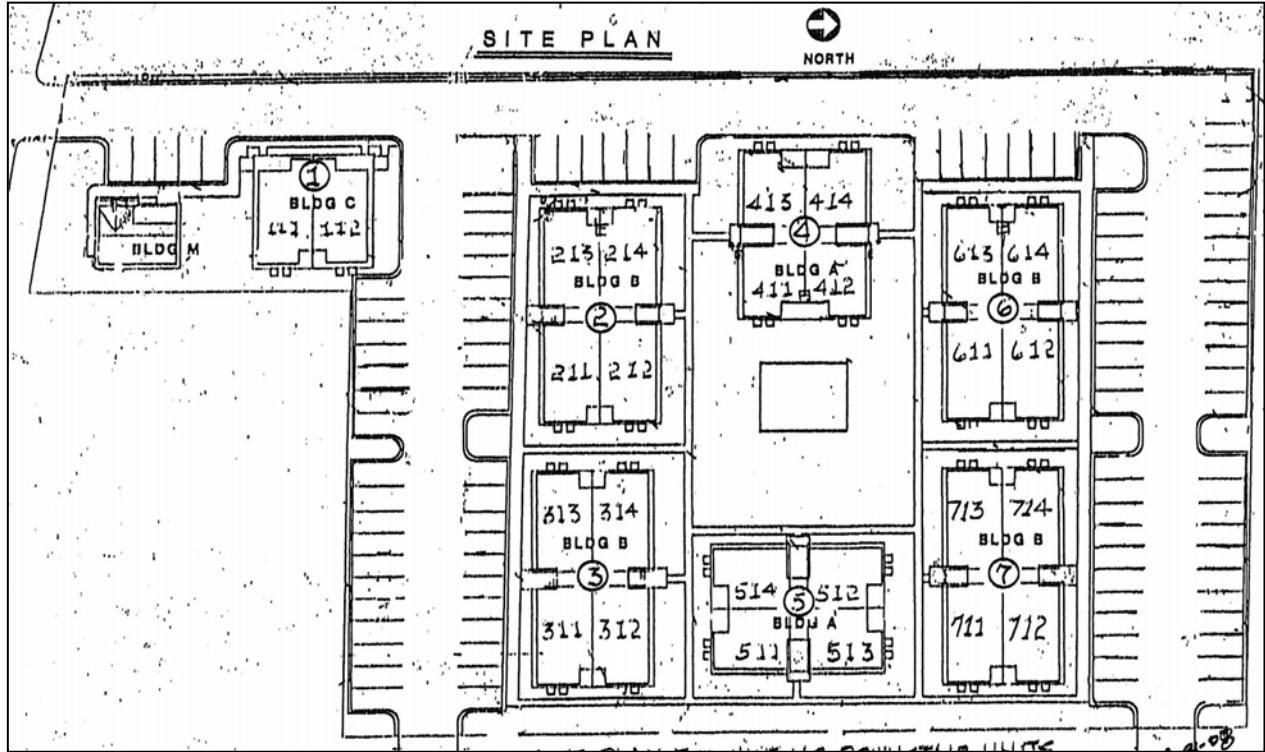 SITE PLAN
NORTH
1
BLDG C
111 112
BLDG M
213 214
BLDG B
2
211 212
413 414
4
BLDG A
411 412
613 614
BLDG B
6
611 612
313 314
BLDG B
3
311 312
514 512
5
BLDG A
511 513
713 714
BLDG B
7
711 712
PLAN
UNITS